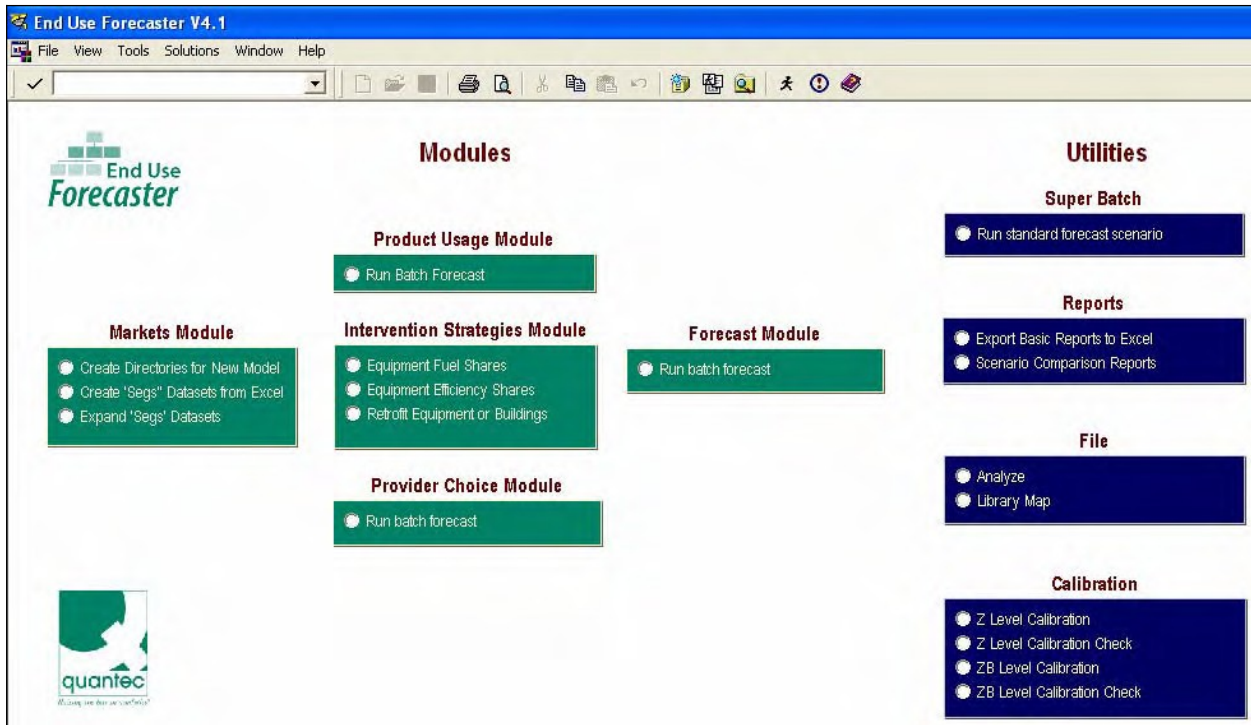 End Use Forecaster V4.1
File View Tools Solutions Window Help
End Use
Forecaster
Modules
Product Usage Module
Run Batch Forecast
Markets Module
Create Directories for New Model
Create 'Segs" Datasets from Excel
Expand 'Segs' Datasets
Intervention Strategies Module
Equipment Fuel Shares
Equipment Efficiency Shares
Retrofit Equipment or Buildings
Forecast Module
Run batch forecast
Provider Choice Module
Run batch forecast
Utilities
Super Batch
Run standard forecast scenario
Reports
Export Basic Reports to Excel
Scenario Comparison Reports
File
Analyze
Library Map
Calibration
Z Level Calibration
Z Level Calibration Check
ZB Level Calibration
ZB Level Calibration Check
quantec